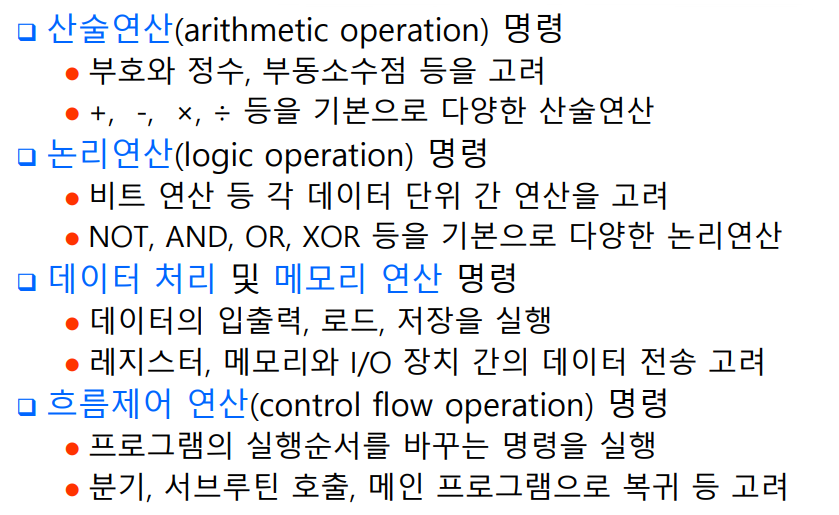 ❑ 산술연산(arithmetic operation) 명령
● 부호와 정수, 부동소수점 등을 고려
● +, -, ×, ÷ 등을 기본으로 다양한 산술연산
❑ 논리연산(logic operation) 명령
● 비트 연산 등 각 데이터 단위 간 연산을 고려
● NOT, AND, OR, XOR 등을 기본으로 다양한 논리연산
❑ 데이터 처리 및 메모리 연산 명령
● 데이터의 입출력, 로드, 저장을 실행
● 레지스터, 메모리와 I/O 장치 간의 데이터 전송 고려
❑ 흐름제어 연산(control flow operation) 명령
● 프로그램의 실행순서를 바꾸는 명령을 실행
● 분기, 서브루틴 호출, 메인 프로그램으로 복귀 등 고려